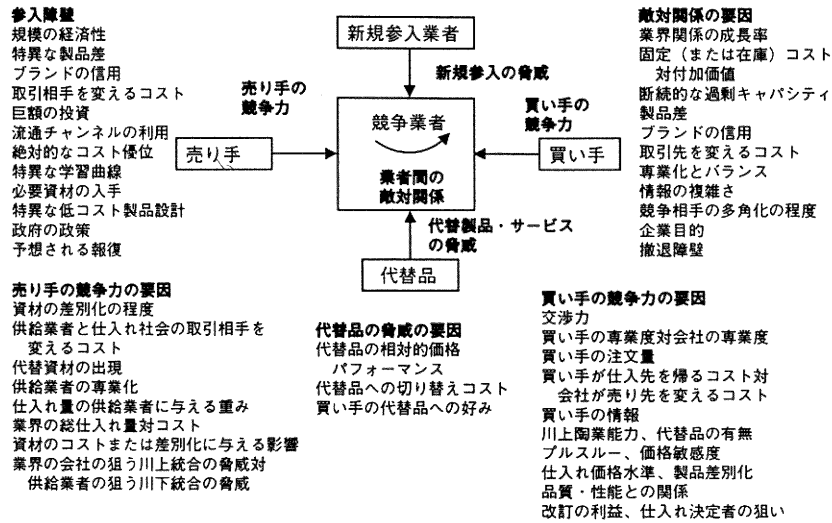 参入障壁
規模の経済性
特異な製品差
ブランドの信用
取引相手を変えるコスト
巨額の投資
流通チャンネルの利用
絶対的なコスト優位
特異な学習曲線
必要資材の入手
特異な低コスト製品設計
政府の政策
予想される報復
新規参入業者
新規参入の脅威
売り手の
競争力
売り手
競争業者
業者間の
敵対関係
買い手の
競争力
買い手
代替製品・サービス
の脅威
代替品
敵対関係の要因
業界関係の成長率
固定（または在庫）コスト
対付加価値
断続的な過剰キャパシティ
製品差
ブランドの信用
取引先を変えるコスト
専業化とバランス
情報の複雑さ
競争相手の多角化の程度
企業目的
撤退障壁
売り手の競争力の要因
資材の差別化の程度
供給業者と仕入れ社会の取引相手を
変えるコスト
代替資材の出現
供給業者の専業化
仕入れ量の供給業者に与える重み
業界の総仕入れ量対コスト
資材のコストまたは差別化に与える影響
業界の会社の狙う川上統合の脅威対
供給業者の狙う川下統合の脅威
代替品の脅威の要因
代替品の相対的価格
パフォーマンス
代替品への切り替えコスト
買い手の代替品への好み
買い手の競争力の要因
交渉力
買い手の専業度対会社の専業度
買い手の注文量
買い手が仕入先を帰るコスト対
会社が売り先を変えるコスト
買い手の情報
川上陶業能力、代替品の有無
プルスルー、価格敏感度
仕入れ価格水準、製品差別化
品質・性能との関係
改訂の利益、仕入れ決定者の狙い